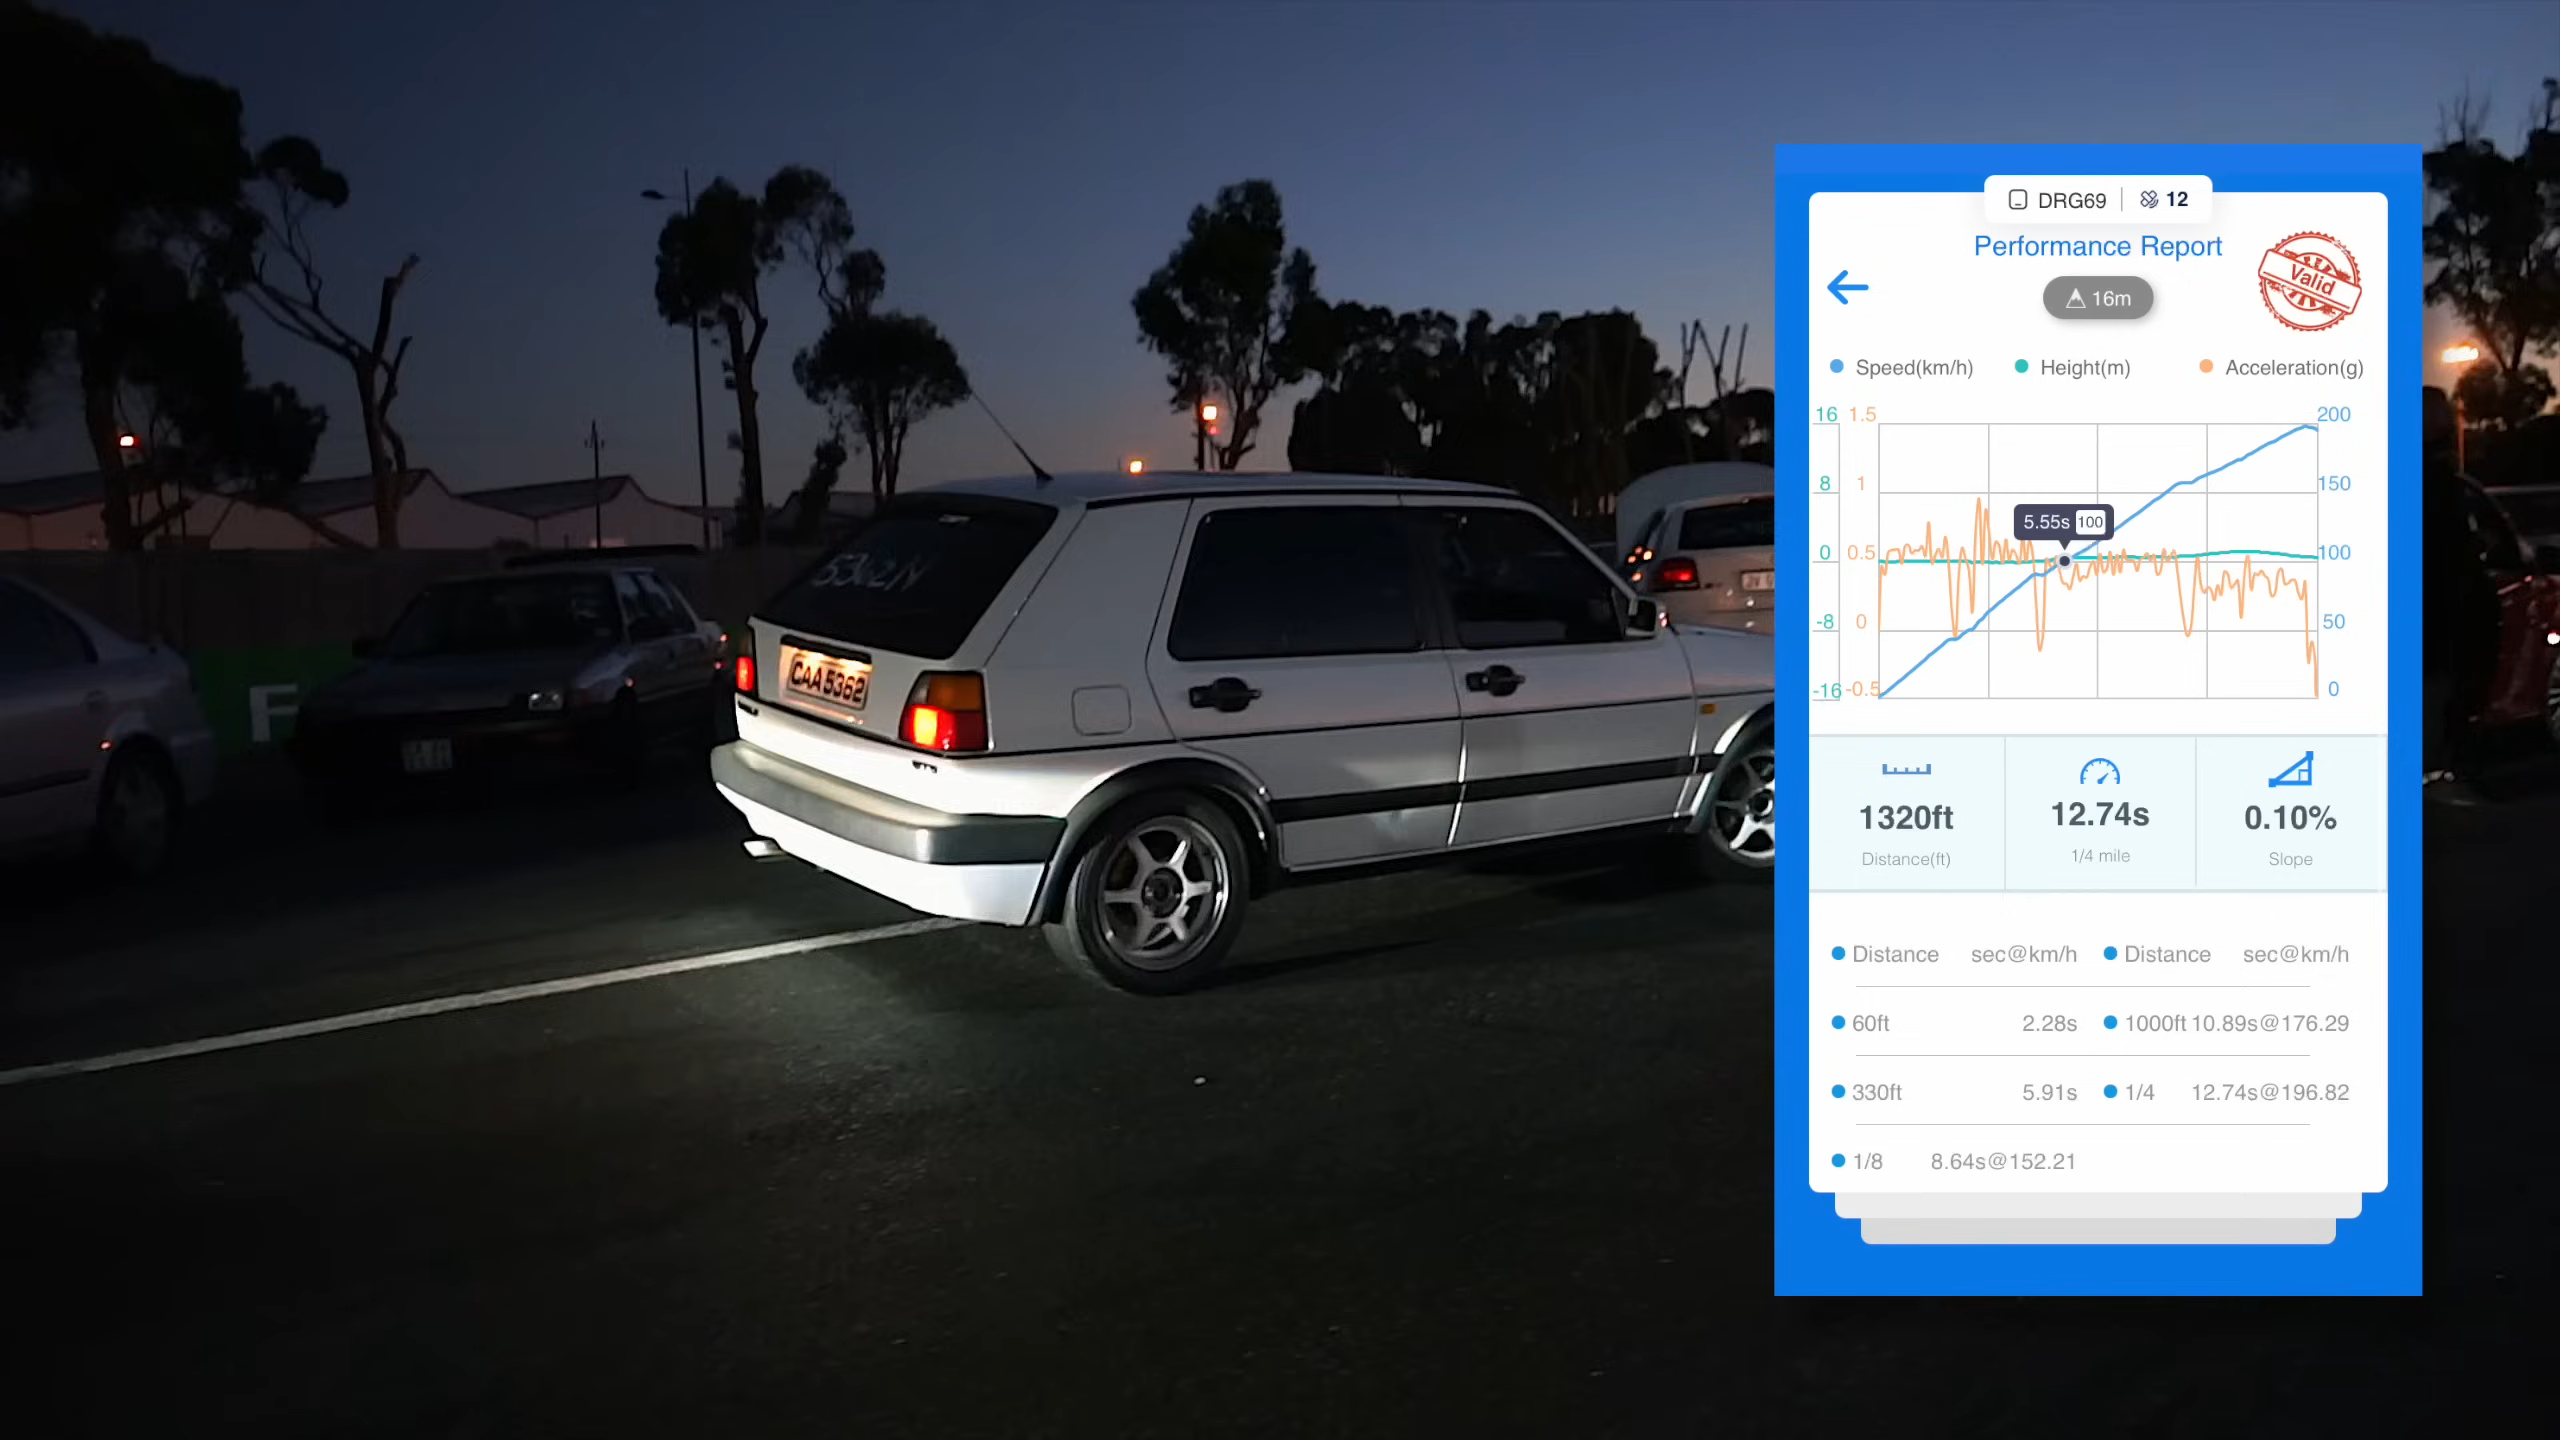 DRG69 12
Performance Report
Valid
16m
Speed(km/h) Height(m) Acceleration(g)
16 1.5 200
8 1 150
5.55s 100
0 0.5 100
-8 0 50
-16 -0.5 0
1320ft 12.74s 0.10%
Distance(ft) 1/4 mile Slope
Distance sec@km/h Distance sec@km/h
60ft 2.28s 1000ft 10.89s@176.29
330ft 5.91s 1/4 12.74s@196.82
1/8 8.64s@152.21
CAA5362
F